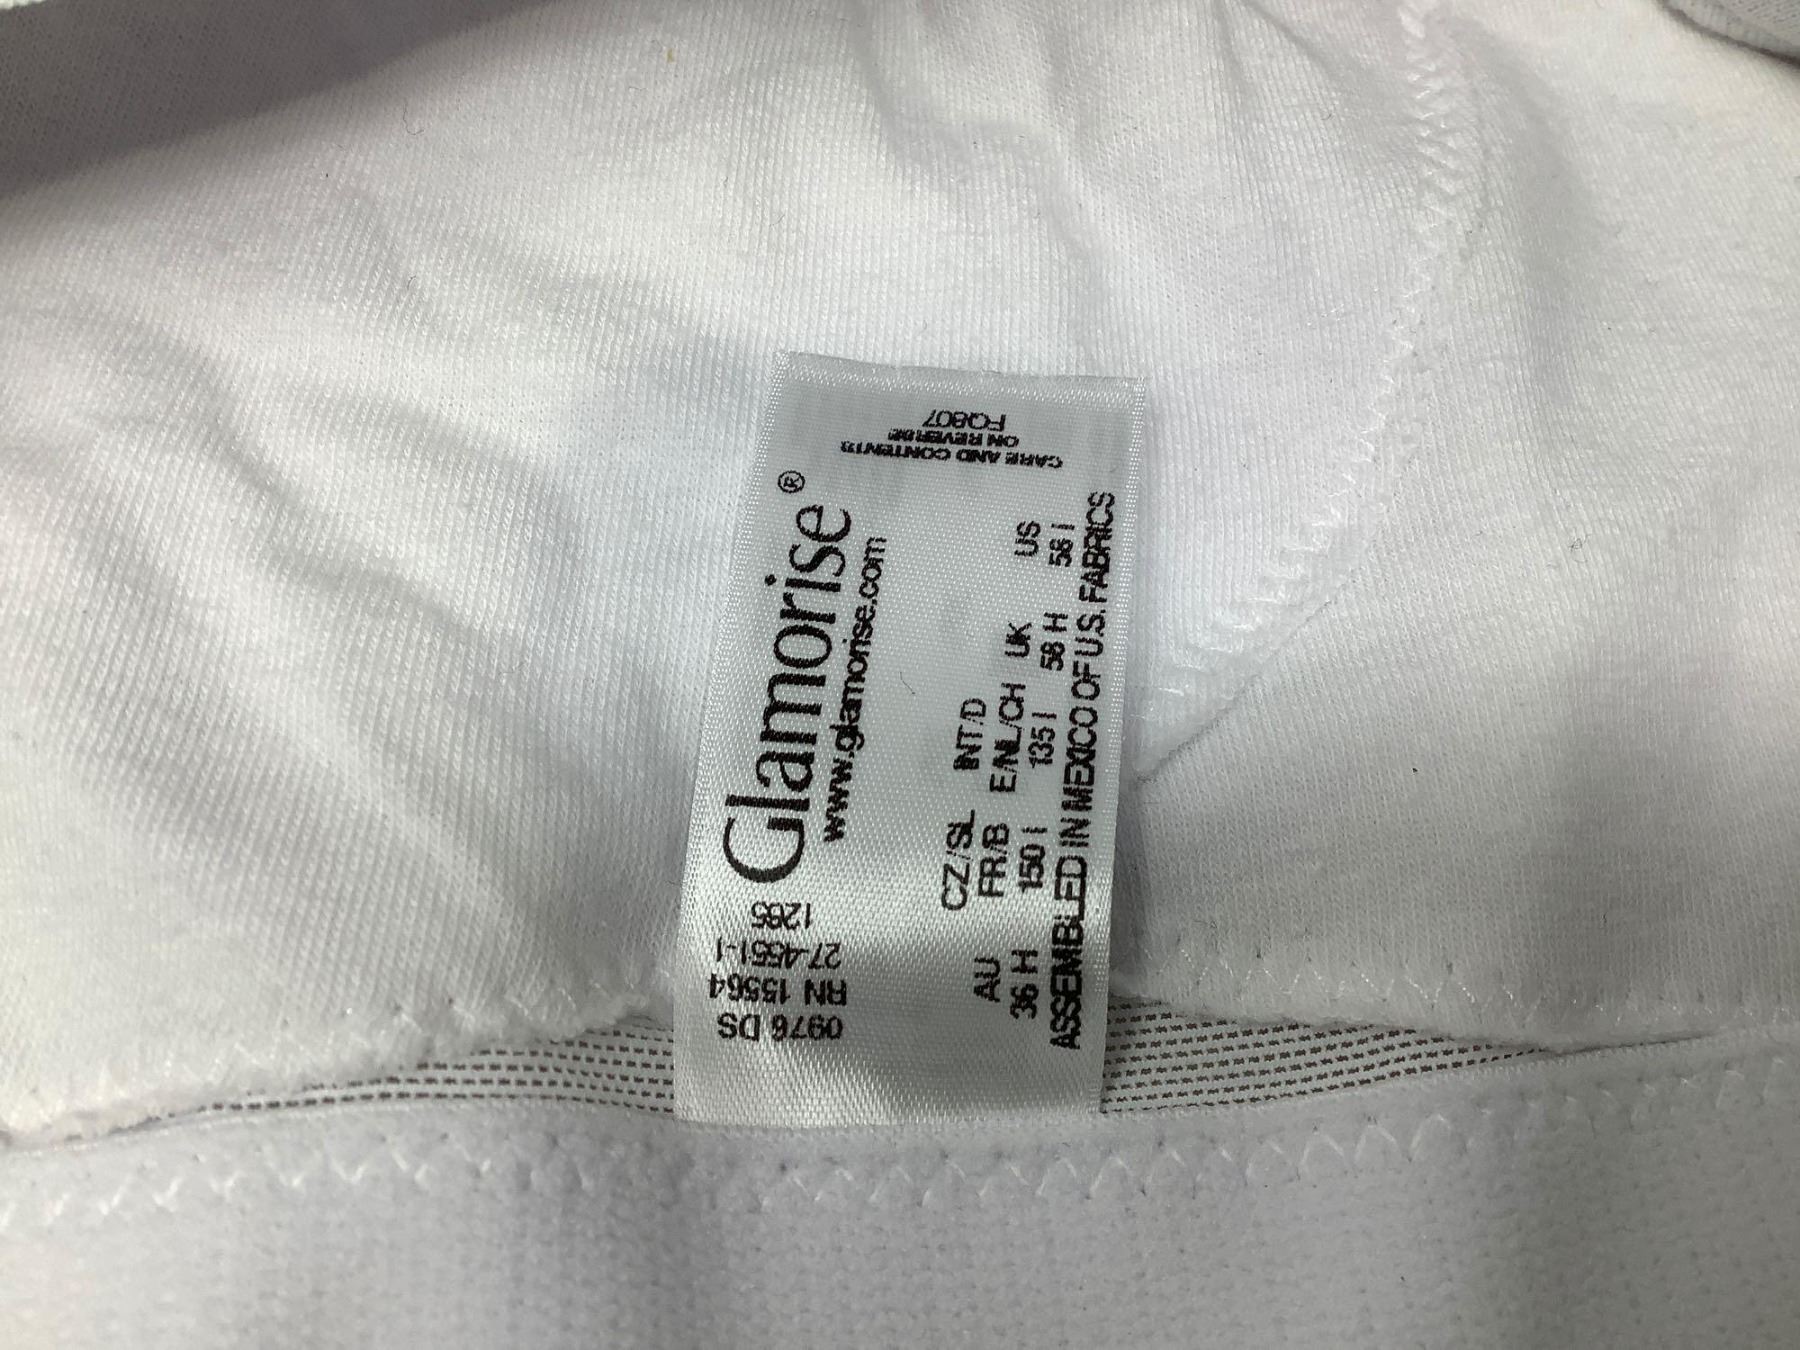 Glamorise®
www.glamorise.com
CZ/SL INT/D
AU FR/B E/NL/CH UK US
36 H 150 I 135 I 58 H 58 I
ASSEMBLED IN MEXICO OF U.S. FABRICS
CARE AND CONTENTS
ON REVERSE
FQ807
0976 DS
RN 15564
27-4551-1
1265